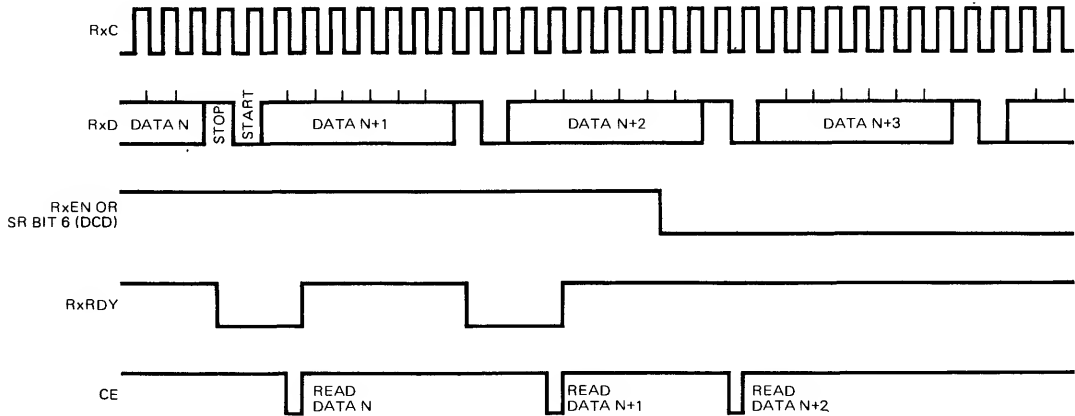 RxC
RxD
DATA N
STOP
START
DATA N+1
DATA N+2
DATA N+3
RxEN OR
SR BIT 6 (DCD)
RxRDY
CE
READ
DATA N
READ
DATA N+1
READ
DATA N+2